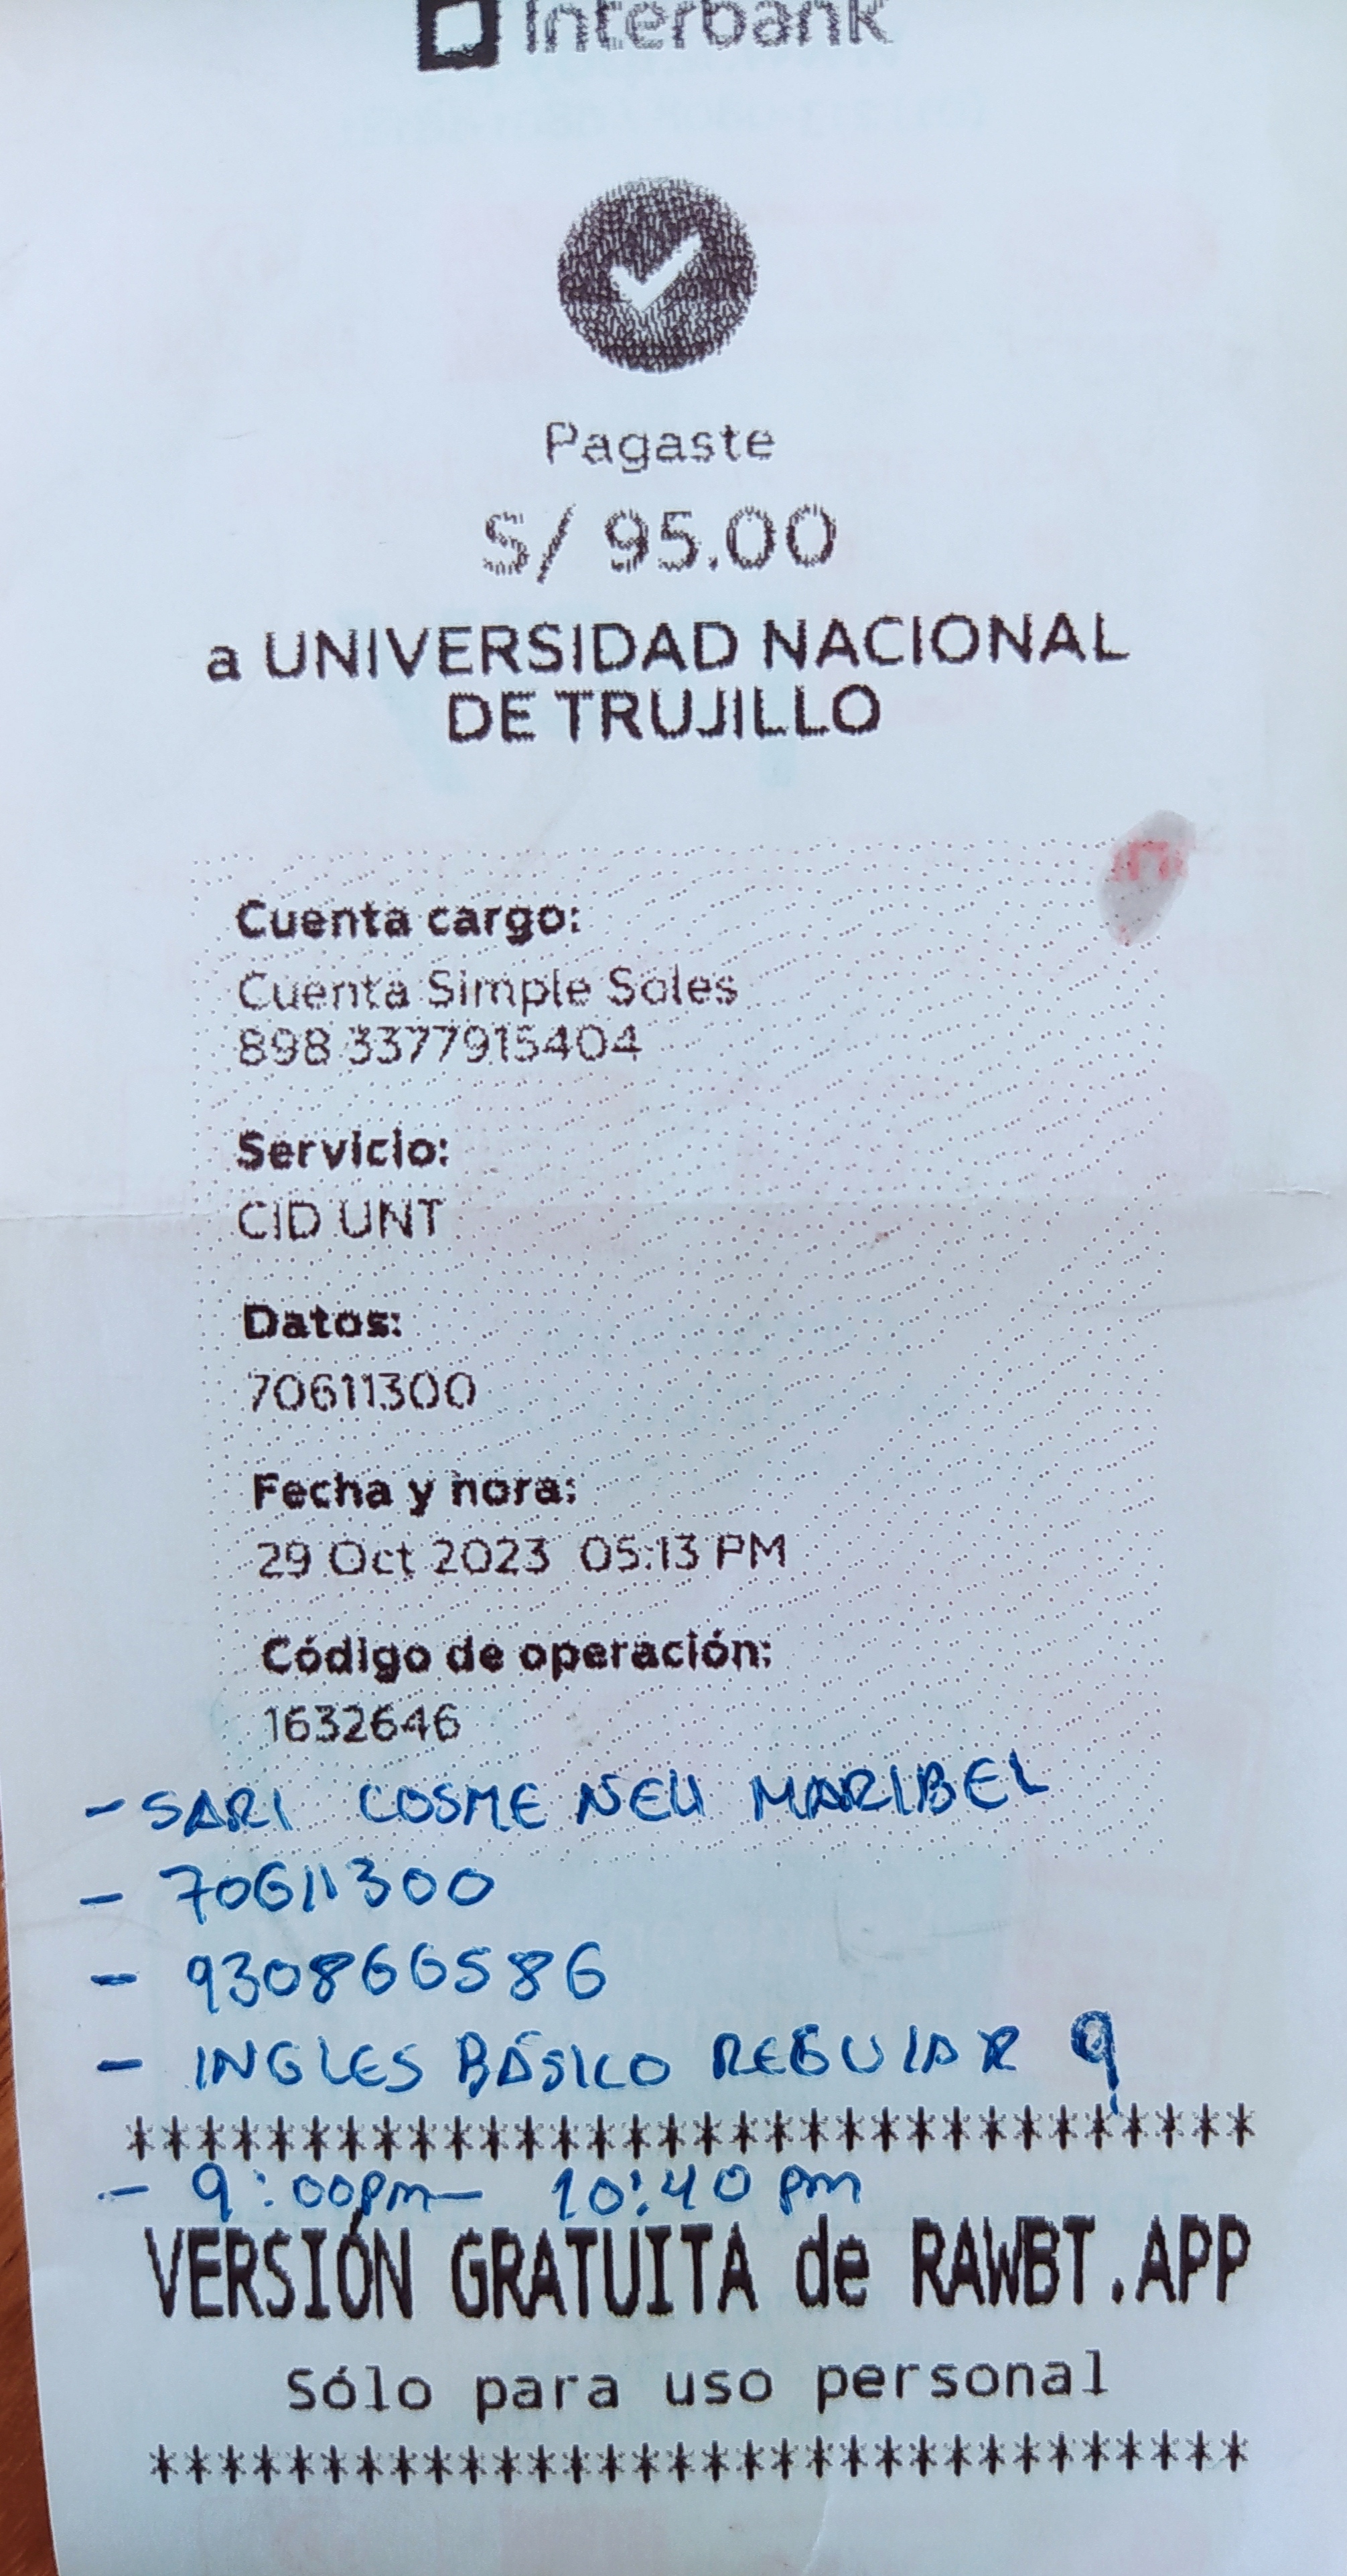 Interbank
Pagaste
S/ 95.00
a UNIVERSIDAD NACIONAL
DE TRUJILLO
Cuenta cargo:
Cuenta Simple Soles
898 3377915404
Servicio:
CID UNT
Datos:
70611300
Fecha y hora:
29 Oct 2023 05:13 PM
Código de operación:
1632646
- SARI COSME NELI MARIBEL
- 70611300
- 930866586
- INGLES BÁSICO REGULAR 9
********************************
- 9:00pm - 10:40 pm
VERSIÓN GRATUITA de RAWBT.APP
Sólo para uso personal
********************************